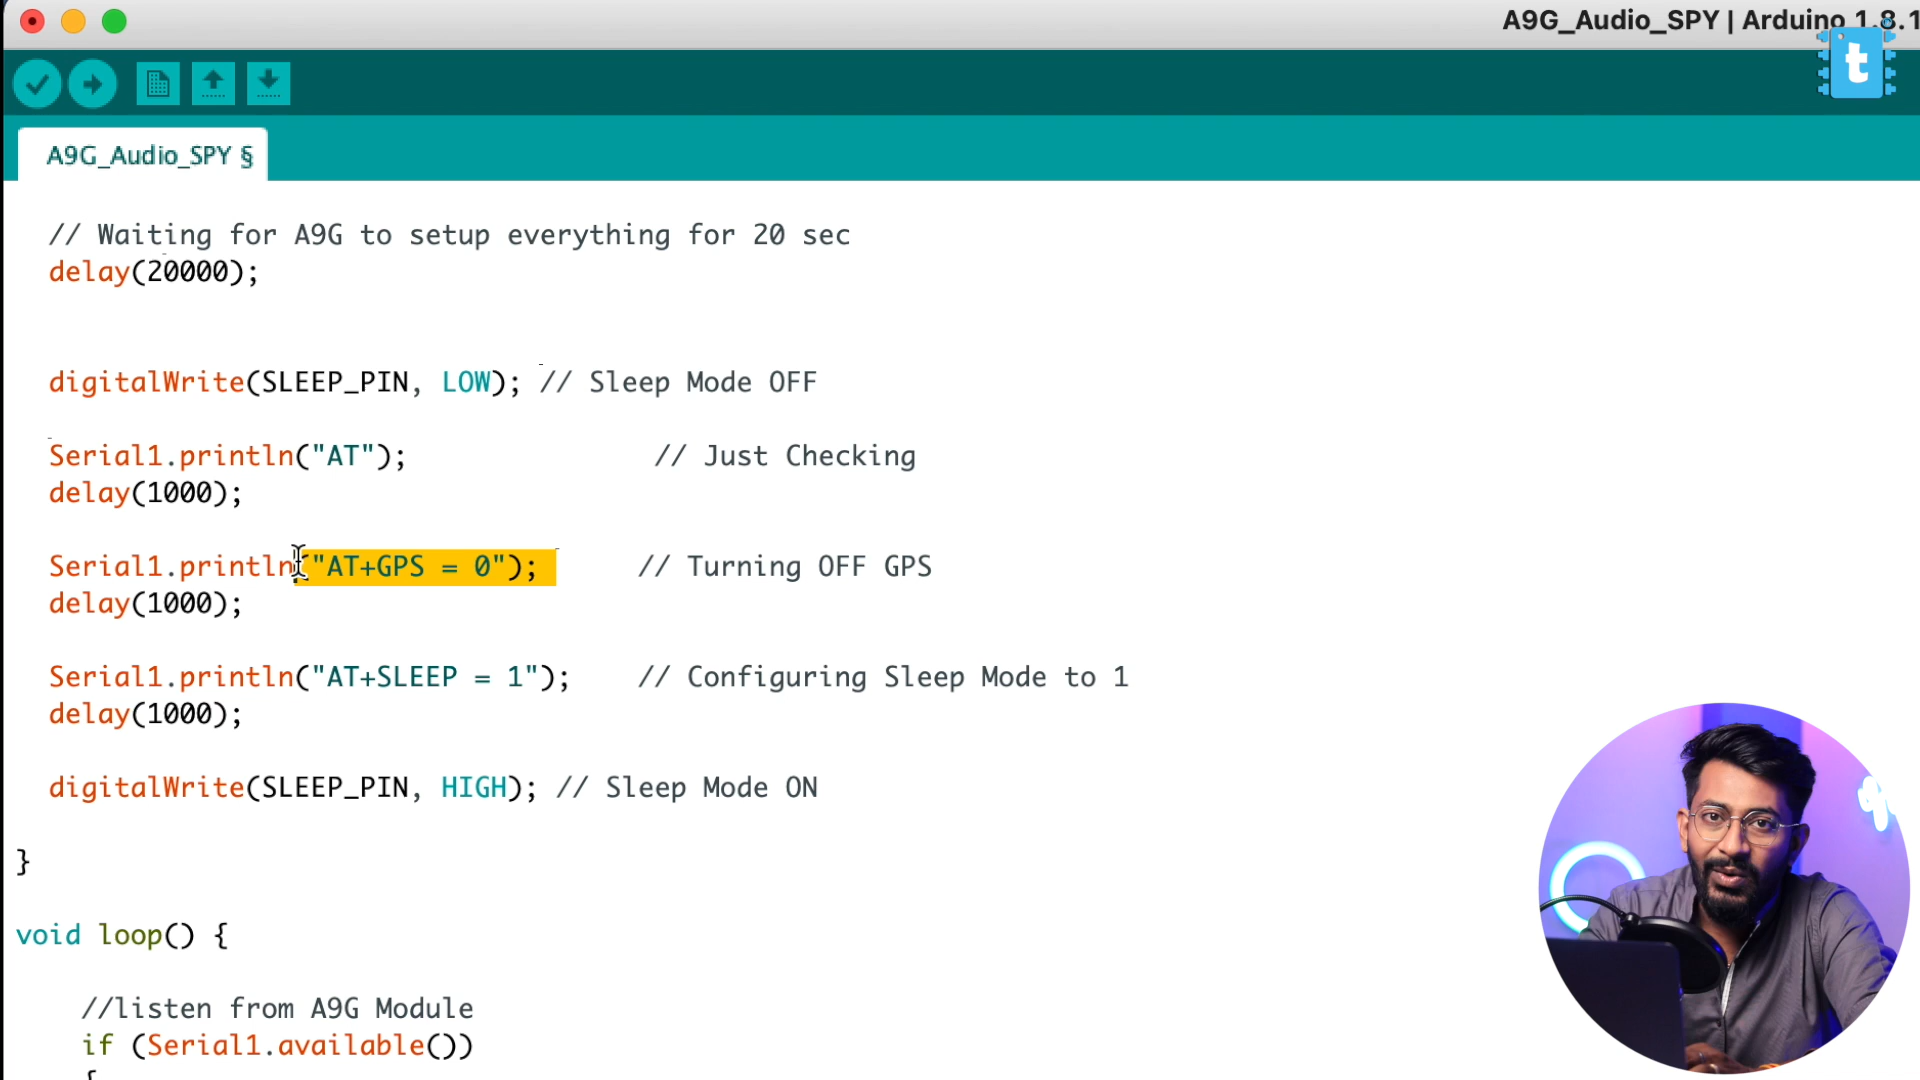 A9G_Audio_SPY | Arduino 1.8.1
t
A9G_Audio_SPY §
// Waiting for A9G to setup everything for 20 sec
delay(20000);
digitalWrite(SLEEP_PIN, LOW); // Sleep Mode OFF
Serial1.println("AT"); // Just Checking
delay(1000);
Serial1.println("AT+GPS = 0"); // Turning OFF GPS
delay(1000);
Serial1.println("AT+SLEEP = 1"); // Configuring Sleep Mode to 1
delay(1000);
digitalWrite(SLEEP_PIN, HIGH); // Sleep Mode ON
}
void loop() {
//listen from A9G Module
if (Serial1.available())
{